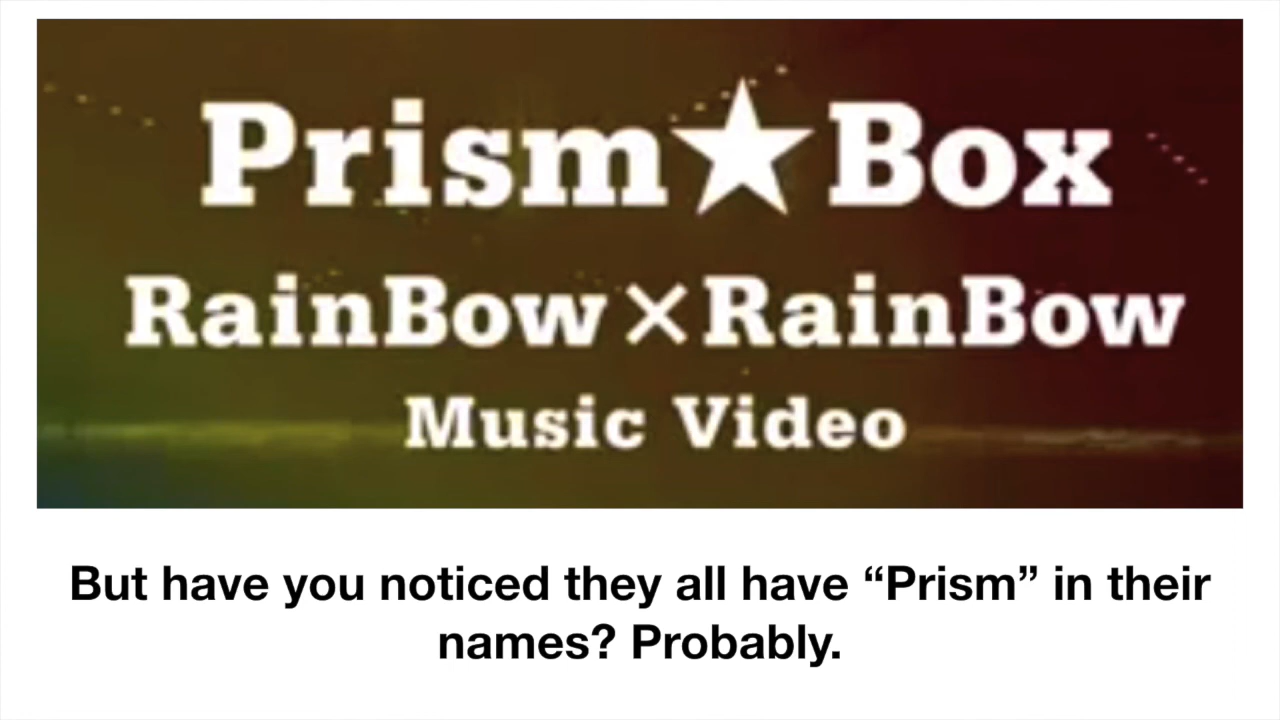 Prism★Box
RainBow×RainBow
Music Video
But have you noticed they all have “Prism” in their
names? Probably.